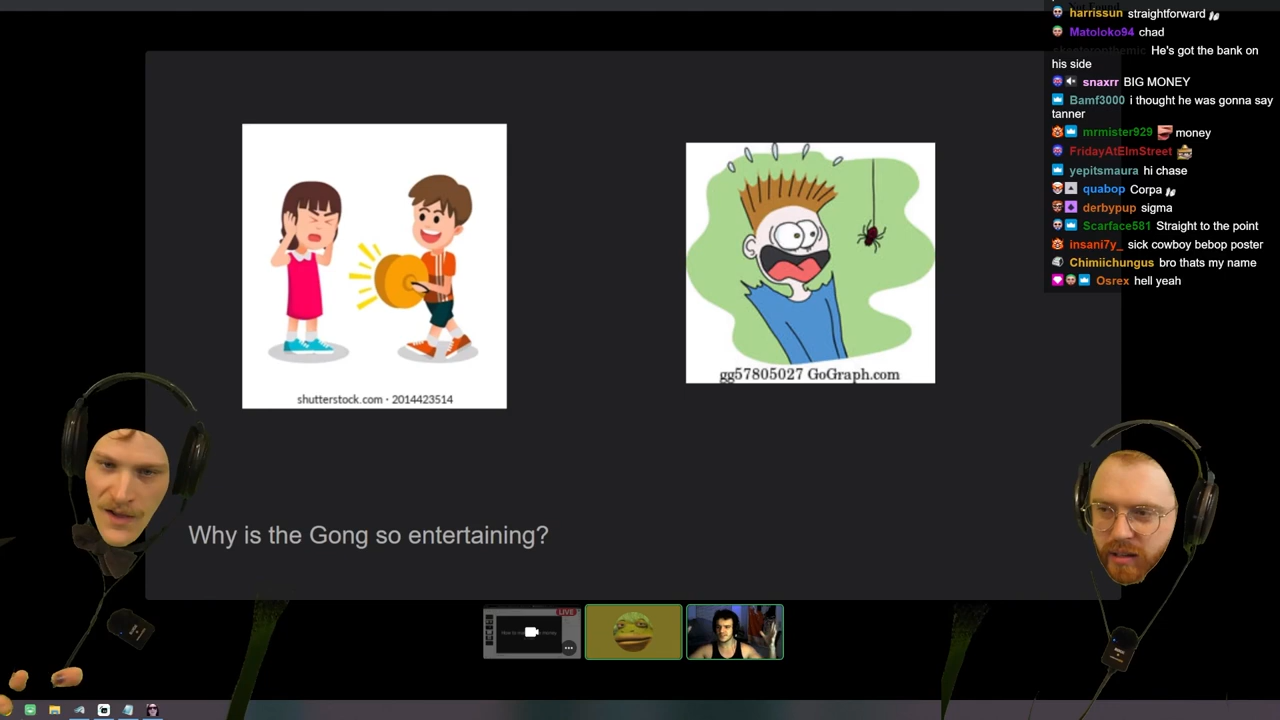 harrissun straightforward
Matoloko94 chad
He's got the bank on
his side
snaxrr BIG MONEY
Bamf3000 i thought he was gonna say
tanner
mrmister929 money
FridayAtElmStreet
yepitsmaura hi chase
quabop Corpa
derbypup sigma
Scarface581 Straight to the point
insani7y_ sick cowboy bebop poster
Chimiichungus bro thats my name
Osrex hell yeah
shutterstock.com · 2014423514
gg57805027 GoGraph.com
Why is the Gong so entertaining?
LIVE